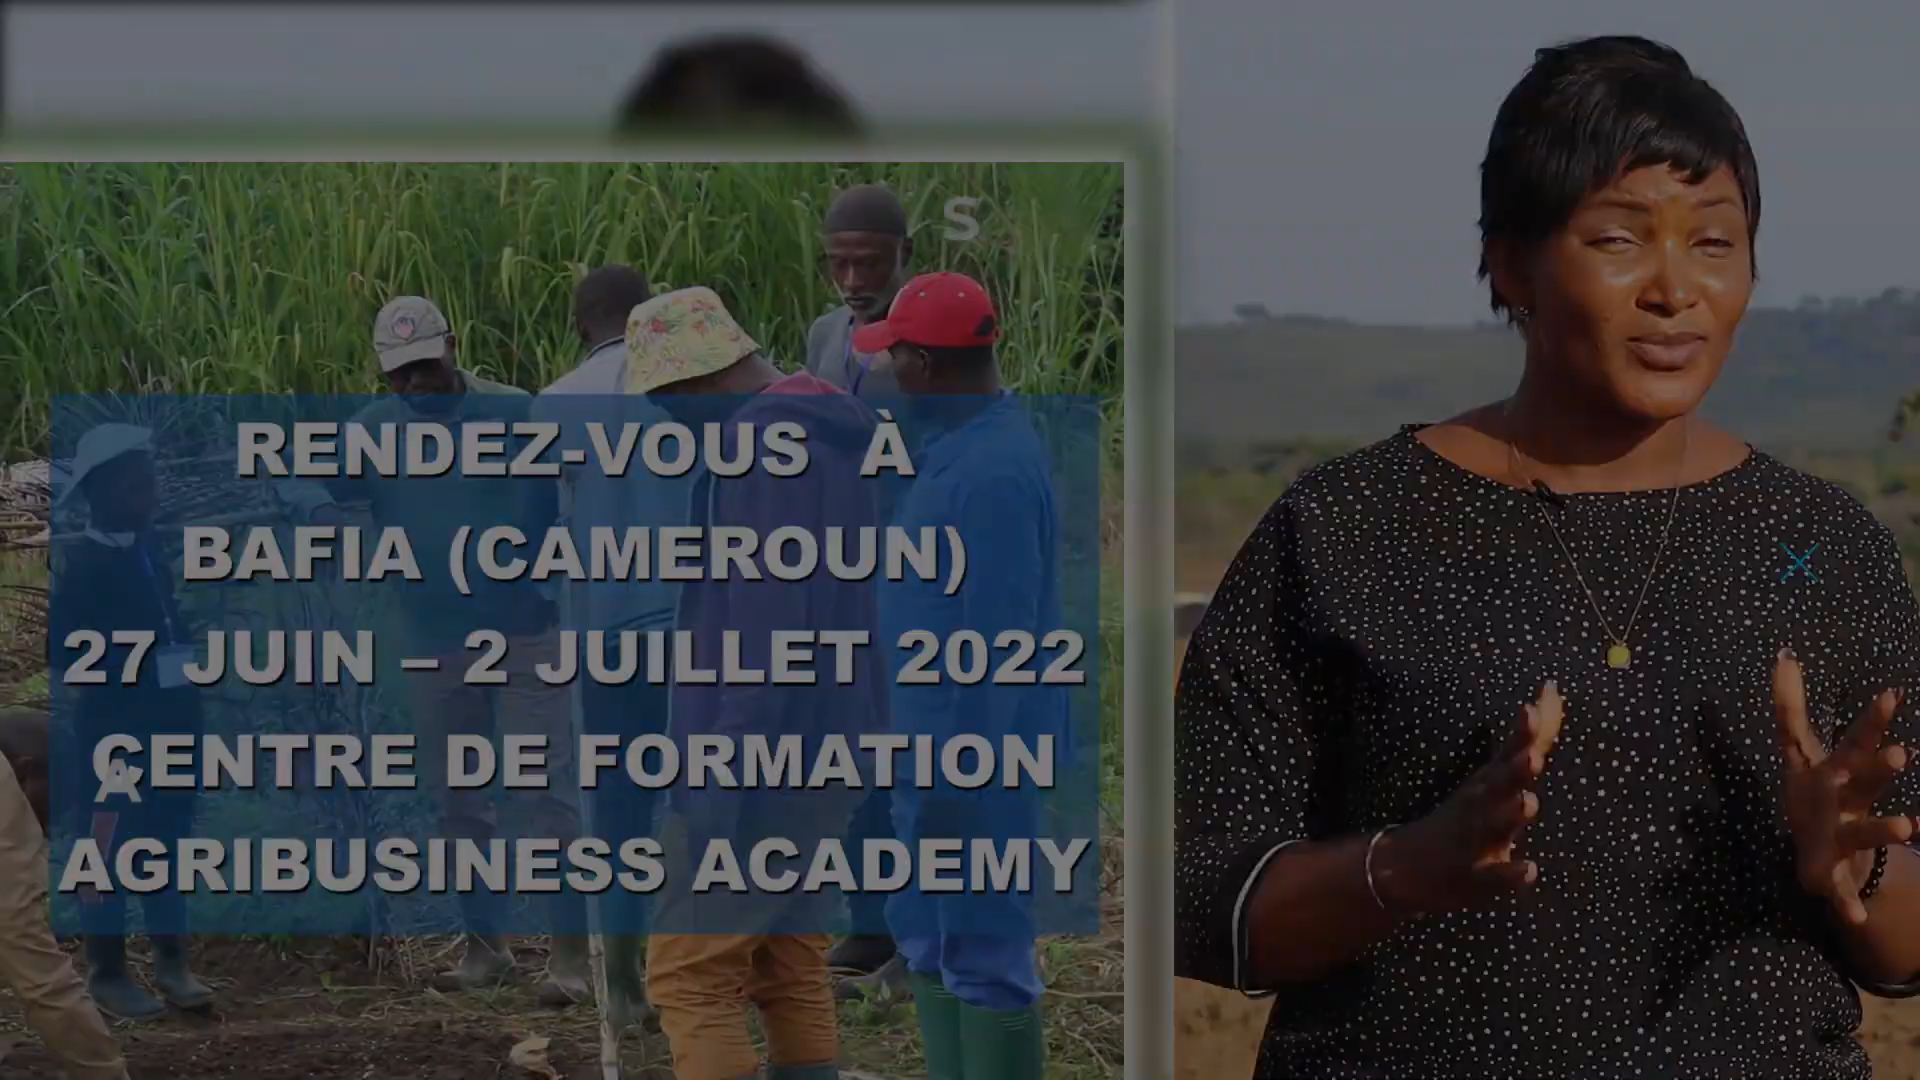 S
RENDEZ-VOUS À
BAFIA (CAMEROUN)
27 JUIN – 2 JUILLET 2022
CENTRE DE FORMATION
A
AGRIBUSINESS ACADEMY